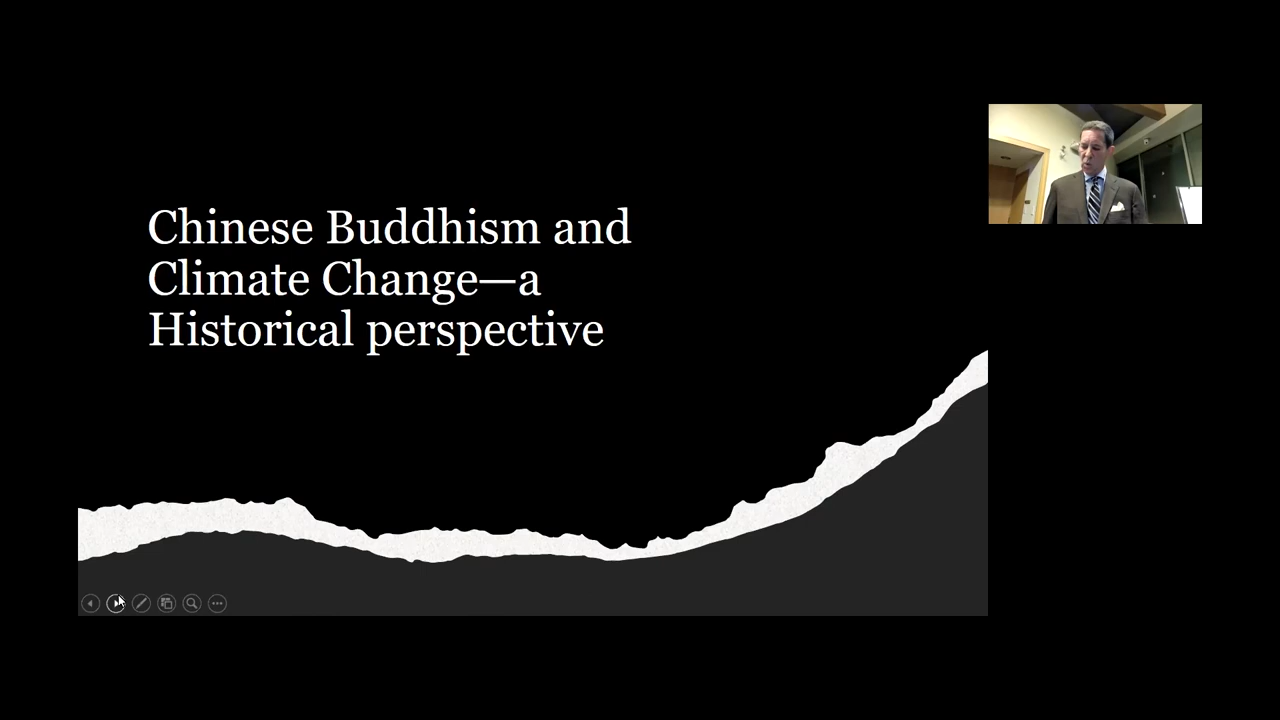 Chinese Buddhism and
Climate Change—a
Historical perspective